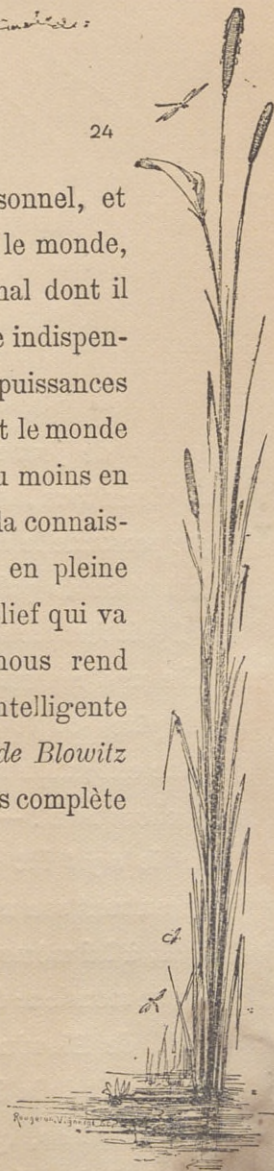 24
sonnel, et
le monde,
nal dont il
e indispen-
puissances
t le monde
u moins en
la connais-
en pleine
lief qui va
nous rend
ntelligente
de Blowitz
s complète